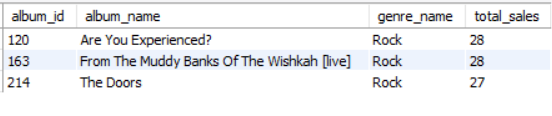 album_id album_name genre_name total_sales
120 Are You Experienced? Rock 28
163 From The Muddy Banks Of The Wishkah [live] Rock 28
214 The Doors Rock 27